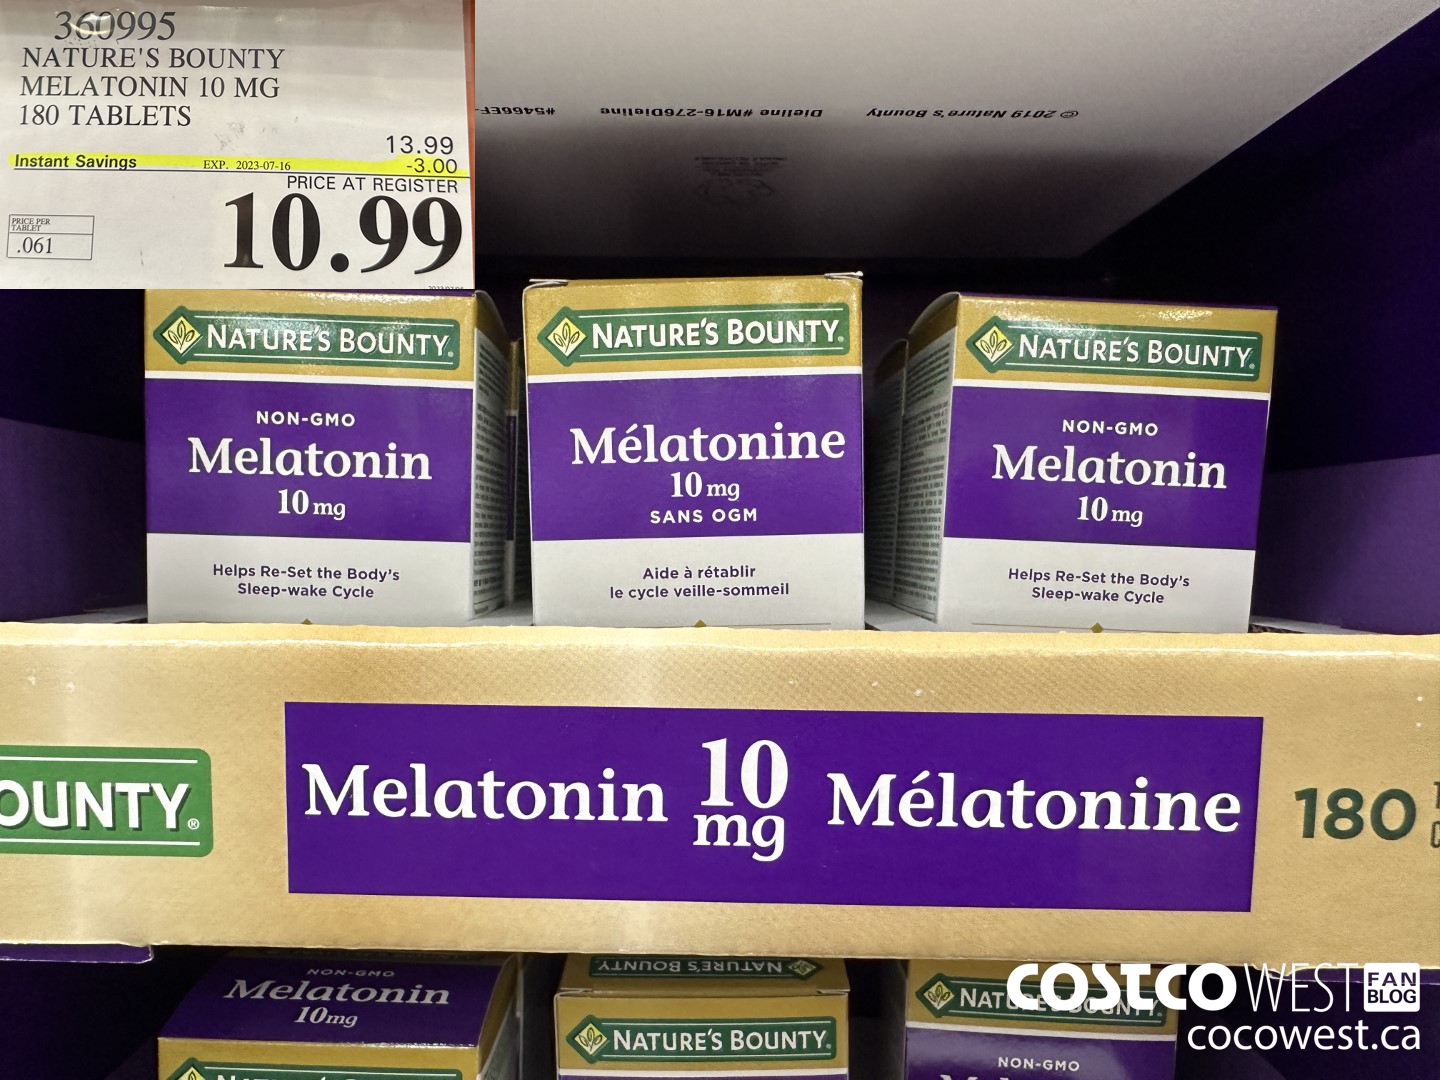 360995
NATURE'S BOUNTY
MELATONIN 10 MG
180 TABLETS
13.99
Instant Savings EXP. 2023-07-16 -3.00
PRICE AT REGISTER
10.99
PRICE PER
TABLET
.061
#5466EF- Dieline #M16-276Dieline © 2019 Nature's Bounty
NATURE'S BOUNTY®
NON-GMO
Melatonin
10 mg
Helps Re-Set the Body's
Sleep-wake Cycle
NATURE'S BOUNTY®
Mélatonine
10 mg
SANS OGM
Aide à rétablir
le cycle veille-sommeil
NATURE'S BOUNTY®
NON-GMO
Melatonin
10 mg
Helps Re-Set the Body's
Sleep-wake Cycle
OUNTY®
Melatonin 10 mg Mélatonine
180
NON-GMO
Melatonin
10 mg
NATURE'S BOUNTY
NATURE'S BOUNTY®
NATURE'S BOUNTY
NON-GMO
COSTCO WEST FAN BLOG
cocowest.ca